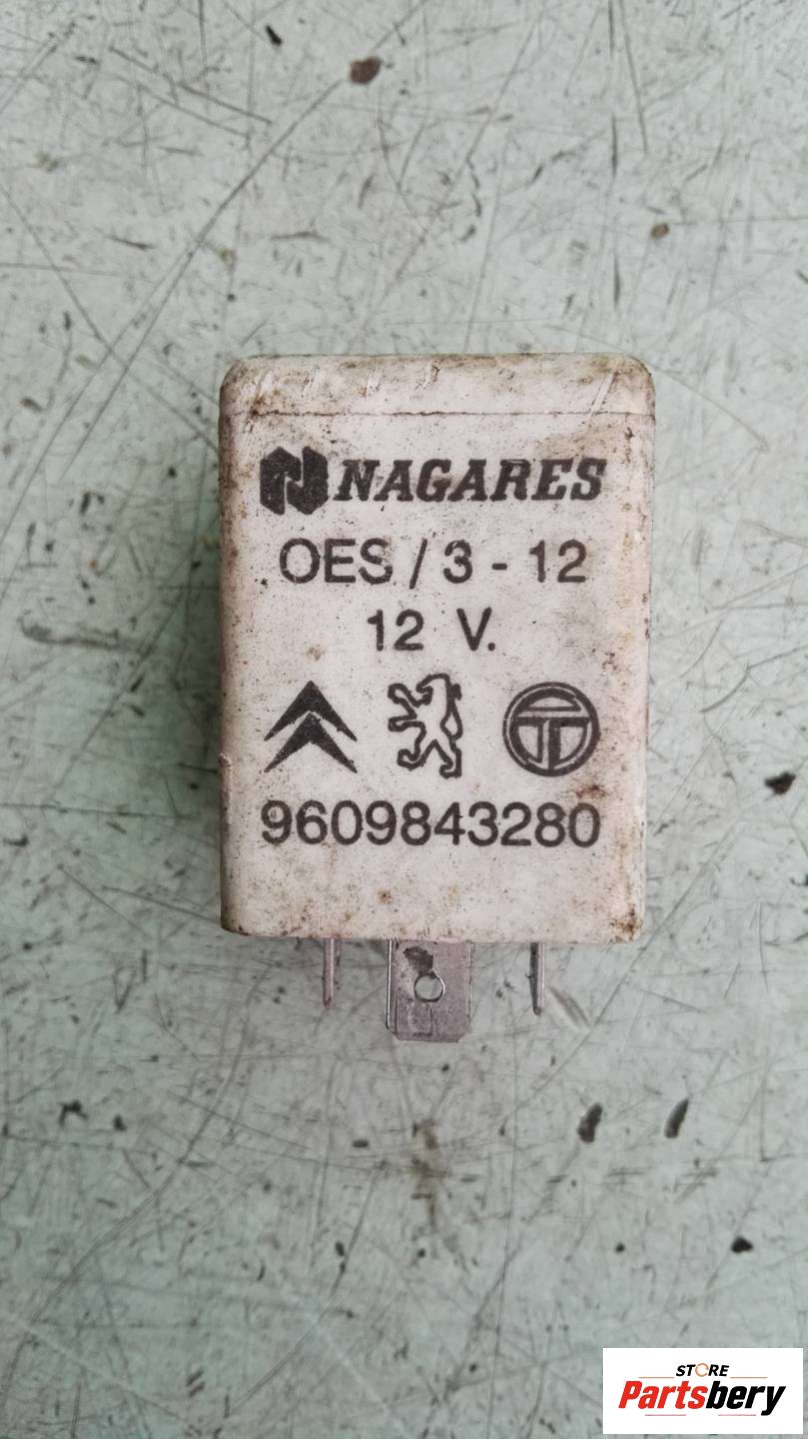 NAGARES
OES / 3 - 12
12 V.
9609843280
STORE
Partsbery